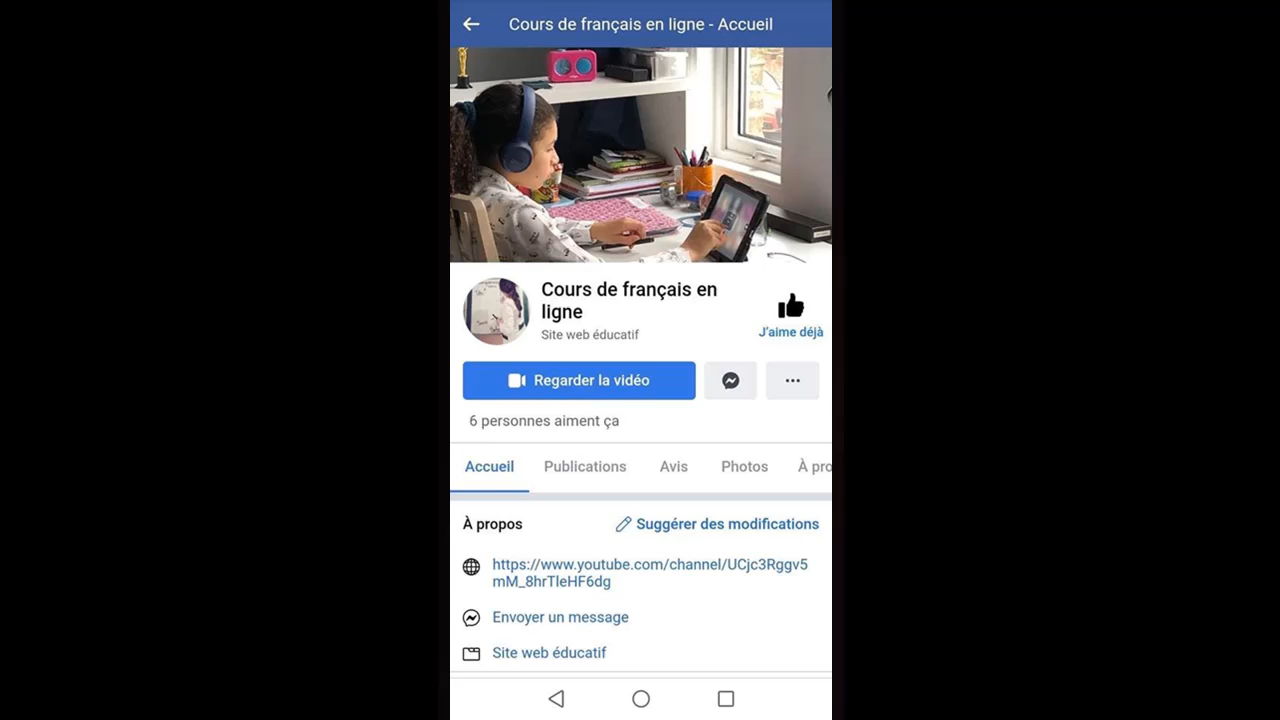 Cours de français en ligne - Accueil
Cours de français en
ligne
Site web éducatif
J'aime déjà
Regarder la vidéo
6 personnes aiment ça
Accueil Publications Avis Photos À pro
À propos Suggérer des modifications
https://www.youtube.com/channel/UCjc3Rggv5
mM_8hrTleHF6dg
Envoyer un message
Site web éducatif